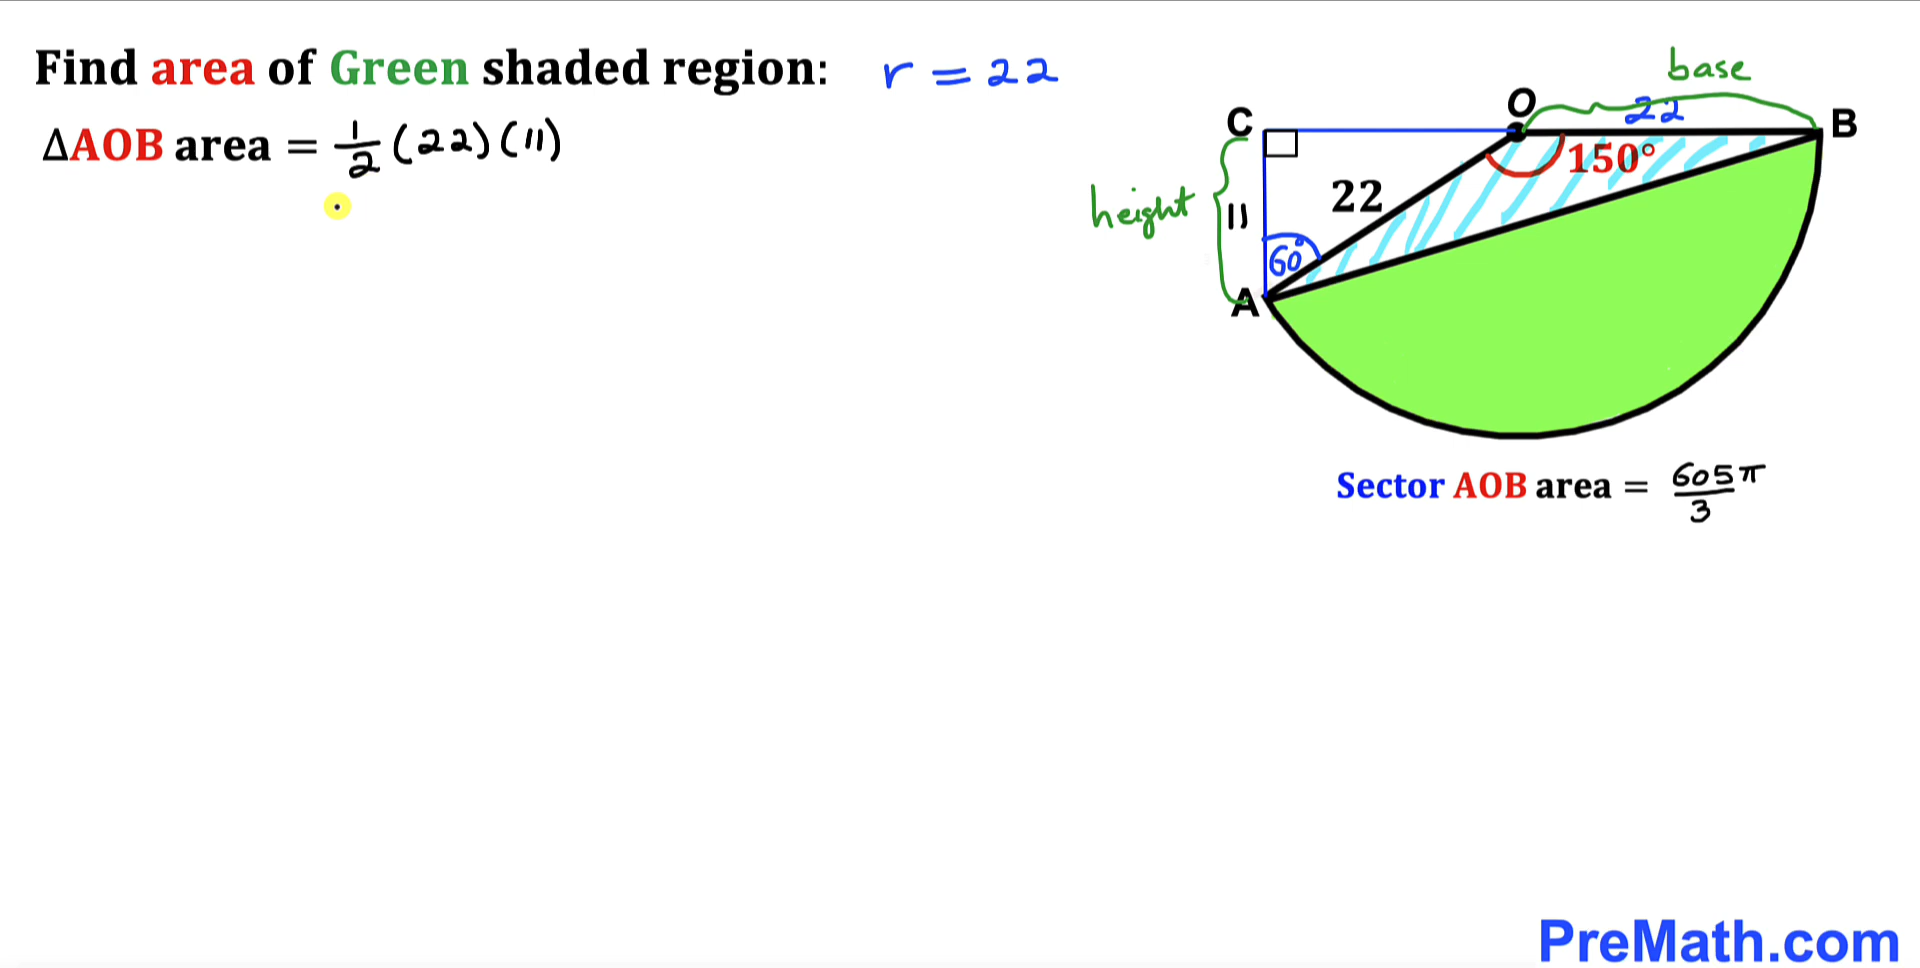 Find area of Green shaded region: r = 22
ΔAOB area = 1/2 (22)(11)
base
22
C
O
B
150°
22
height
11
60°
A
Sector AOB area = 605π/3
PreMath.com